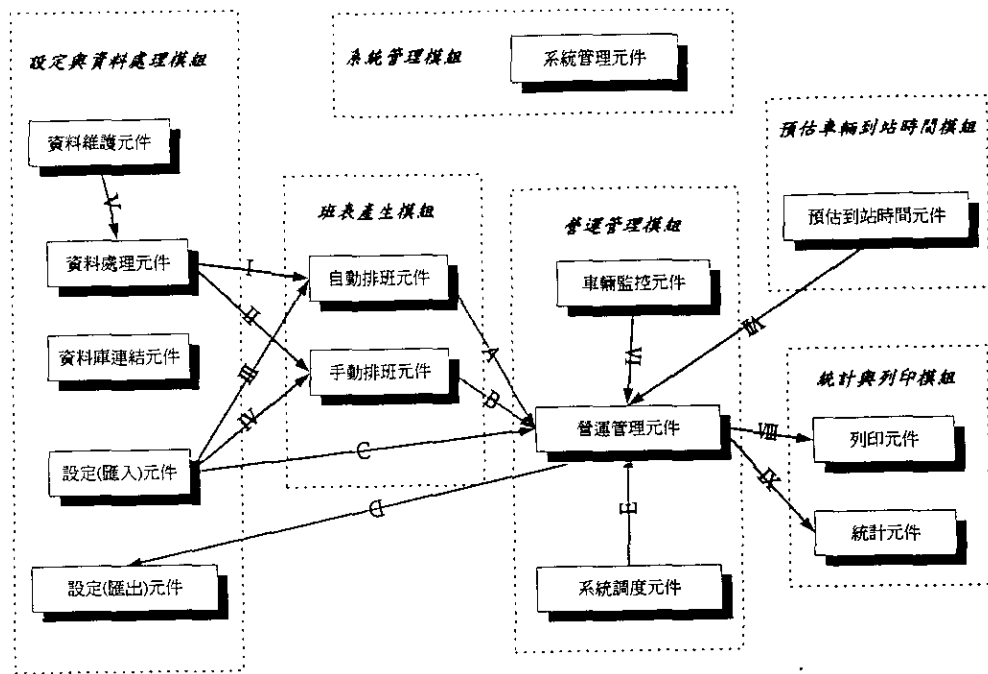 設定與資料處理模組
資料維護元件
V
資料處理元件
資料庫連結元件
設定(匯入)元件
設定(匯出)元件
系統管理模組
系統管理元件
I
II
III
IV
班表產生模組
自動排班元件
手動排班元件
A
B
C
D
營運管理模組
車輛監控元件
VI
營運管理元件
E
系統調度元件
預估車輛到站時間模組
預估到站時間元件
VII
統計與列印模組
VIII
列印元件
IX
統計元件